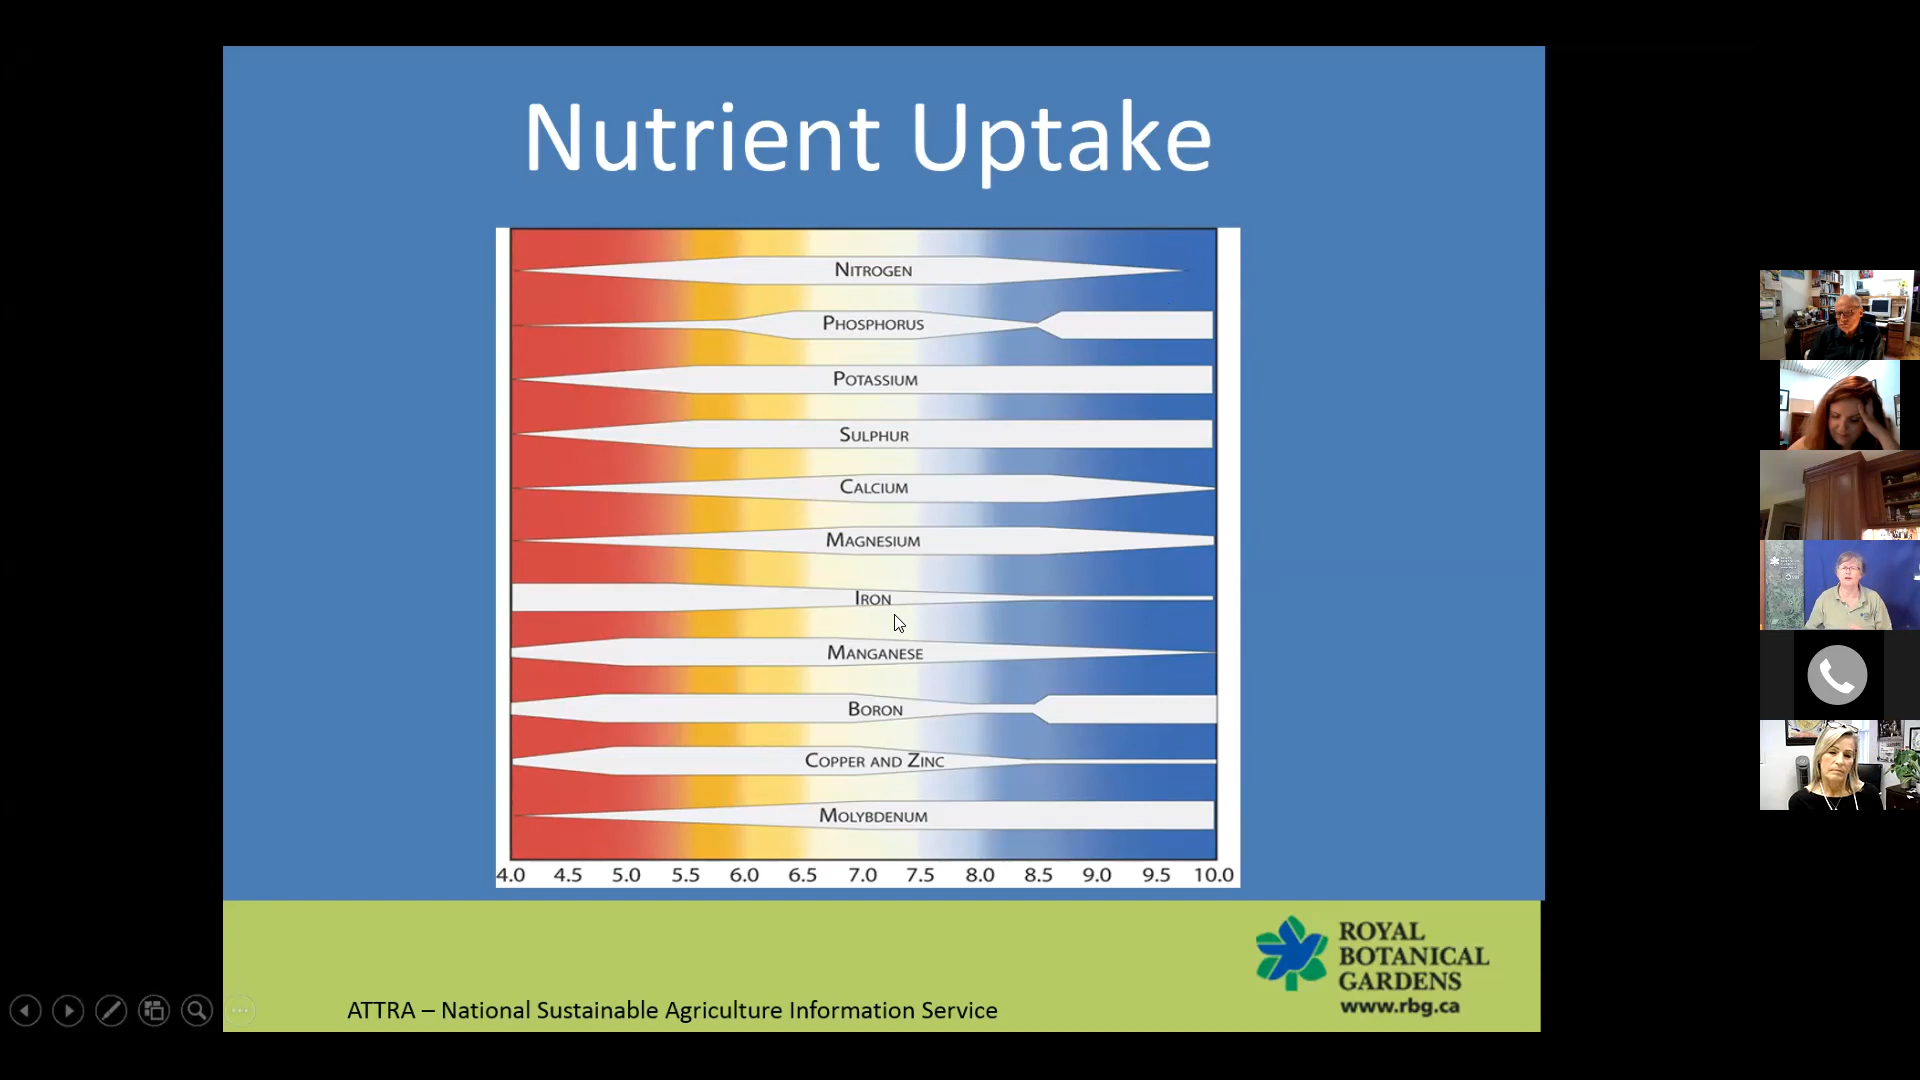 Nutrient Uptake
NITROGEN
PHOSPHORUS
POTASSIUM
SULPHUR
CALCIUM
MAGNESIUM
IRON
MANGANESE
BORON
COPPER AND ZINC
MOLYBDENUM
4.0 4.5 5.0 5.5 6.0 6.5 7.0 7.5 8.0 8.5 9.0 9.5 10.0
ROYAL
BOTANICAL
GARDENS
www.rbg.ca
ATTRA – National Sustainable Agriculture Information Service